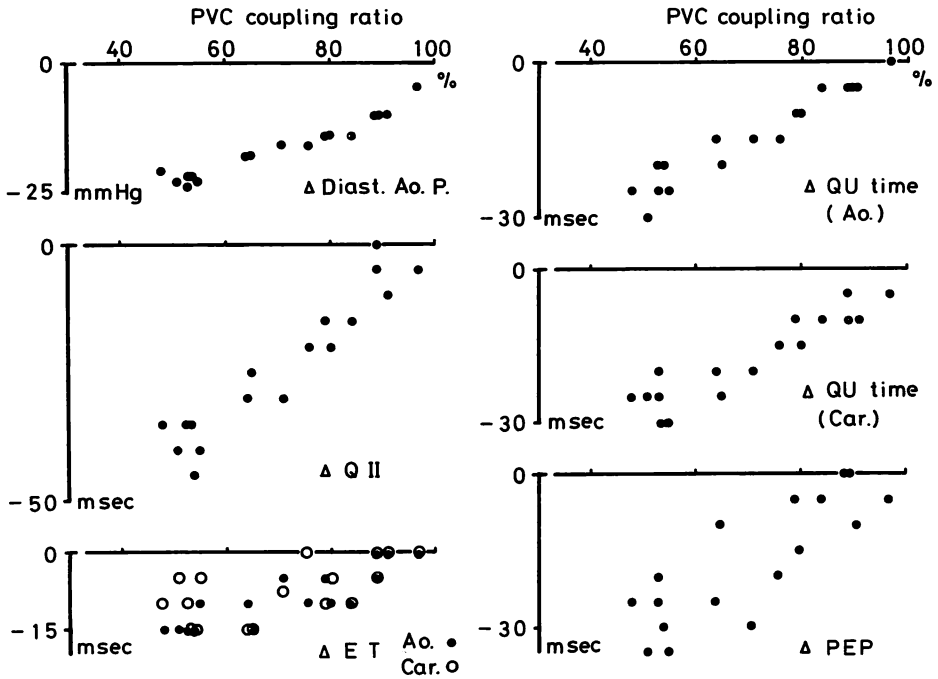 PVC coupling ratio
40 60 80 100
%
0
-25 mmHg
Δ Diast. Ao. P.
0
-50 msec
Δ Q II
0
-15 msec
Δ E T
Ao. ●
Car. ○
PVC coupling ratio
40 60 80 100
%
0
-30 msec
Δ QU time
( Ao.)
0
-30 msec
Δ QU time
(Car.)
0
-30 msec
Δ PEP